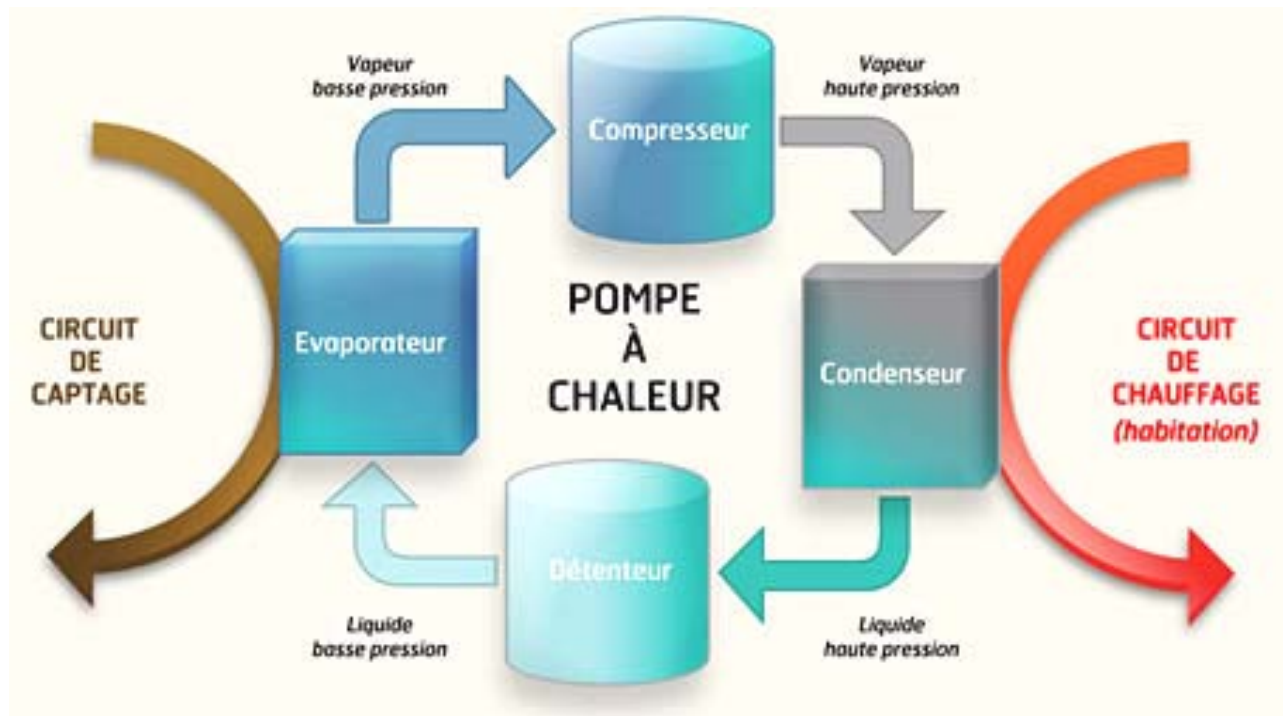 Vapeur
basse pression
Compresseur
Vapeur
haute pression
CIRCUIT
DE
CAPTAGE
Evaporateur
POMPE
À
CHALEUR
Condenseur
CIRCUIT
DE
CHAUFFAGE
(habitation)
Détenteur
Liquide
basse pression
Liquide
haute pression